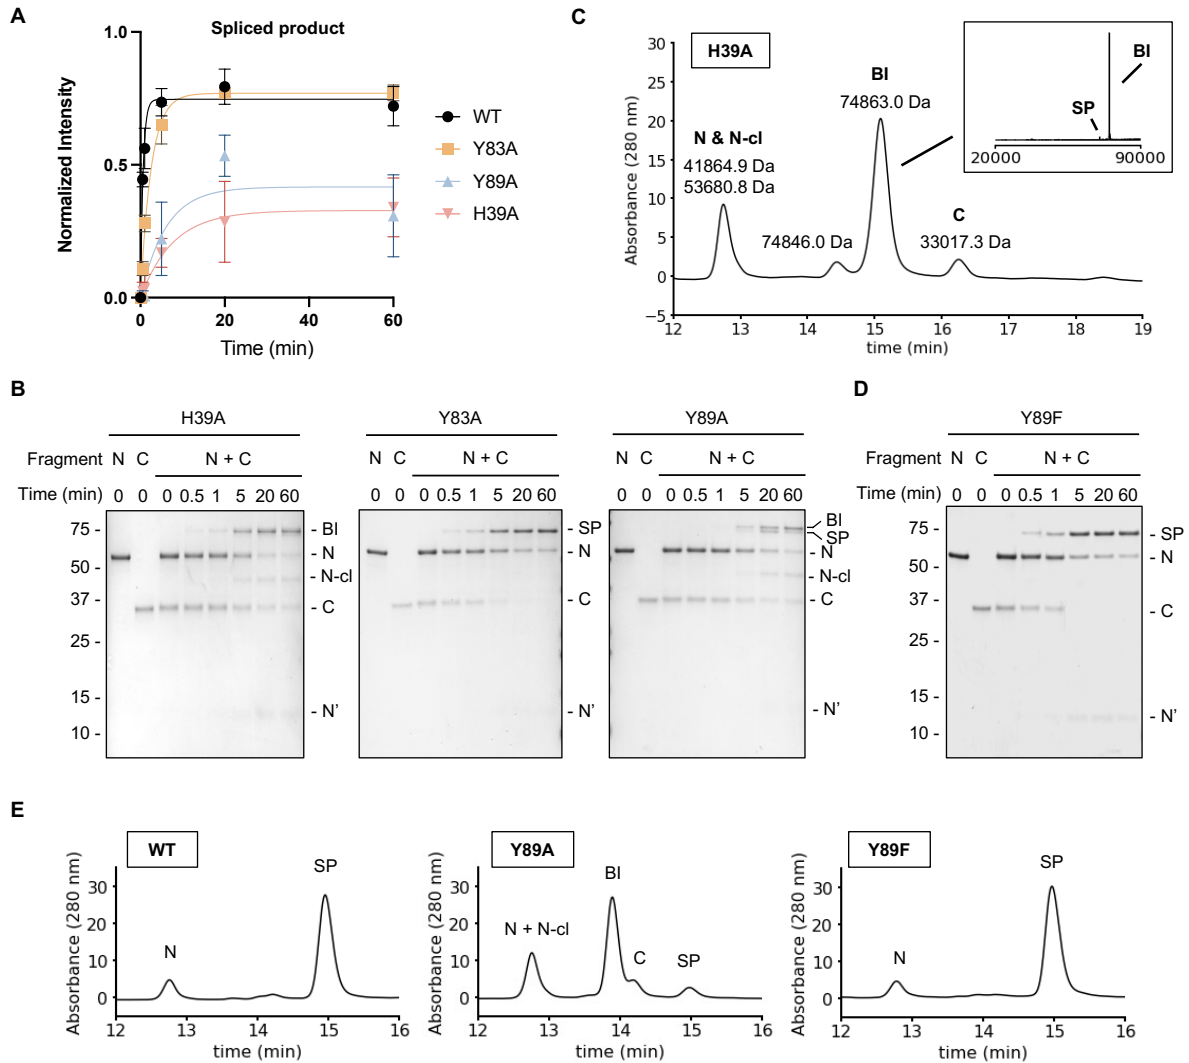 A
Spliced product
1.0
0.5
0.0
Normalized Intensity
0 20 40 60
Time (min)
WT
Y83A
Y89A
H39A
C
H39A
30
25
20
15
10
5
0
−5
Absorbance (280 nm)
12 13 14 15 16 17 18 19
time (min)
N & N-cl
41864.9 Da
53680.8 Da
74846.0 Da
BI
74863.0 Da
C
33017.3 Da
BI
SP
20000 90000
B
H39A
Fragment N C N + C
Time (min) 0 0 0 0.5 1 5 20 60
75 -
50 -
37 -
25 -
15 -
10 -
- BI
- N
- N-cl
- C
- N’
Y83A
N C N + C
0 0 0 0.5 1 5 20 60
- SP
- N
- C
- N’
Y89A
N C N + C
0 0 0 0.5 1 5 20 60
BI
SP
- N
- N-cl
- C
- N’
D
Y89F
Fragment N C N + C
Time (min) 0 0 0 0.5 1 5 20 60
75 -
50 -
37 -
25 -
15 -
10 -
- SP
- N
- C
- N’
E
WT
30
20
10
0
Absorbance (280 nm)
12 13 14 15 16
time (min)
N
SP
Y89A
30
20
10
0
Absorbance (280 nm)
12 13 14 15 16
time (min)
N + N-cl
BI
C
SP
Y89F
30
20
10
0
Absorbance (280 nm)
12 13 14 15 16
time (min)
N
SP